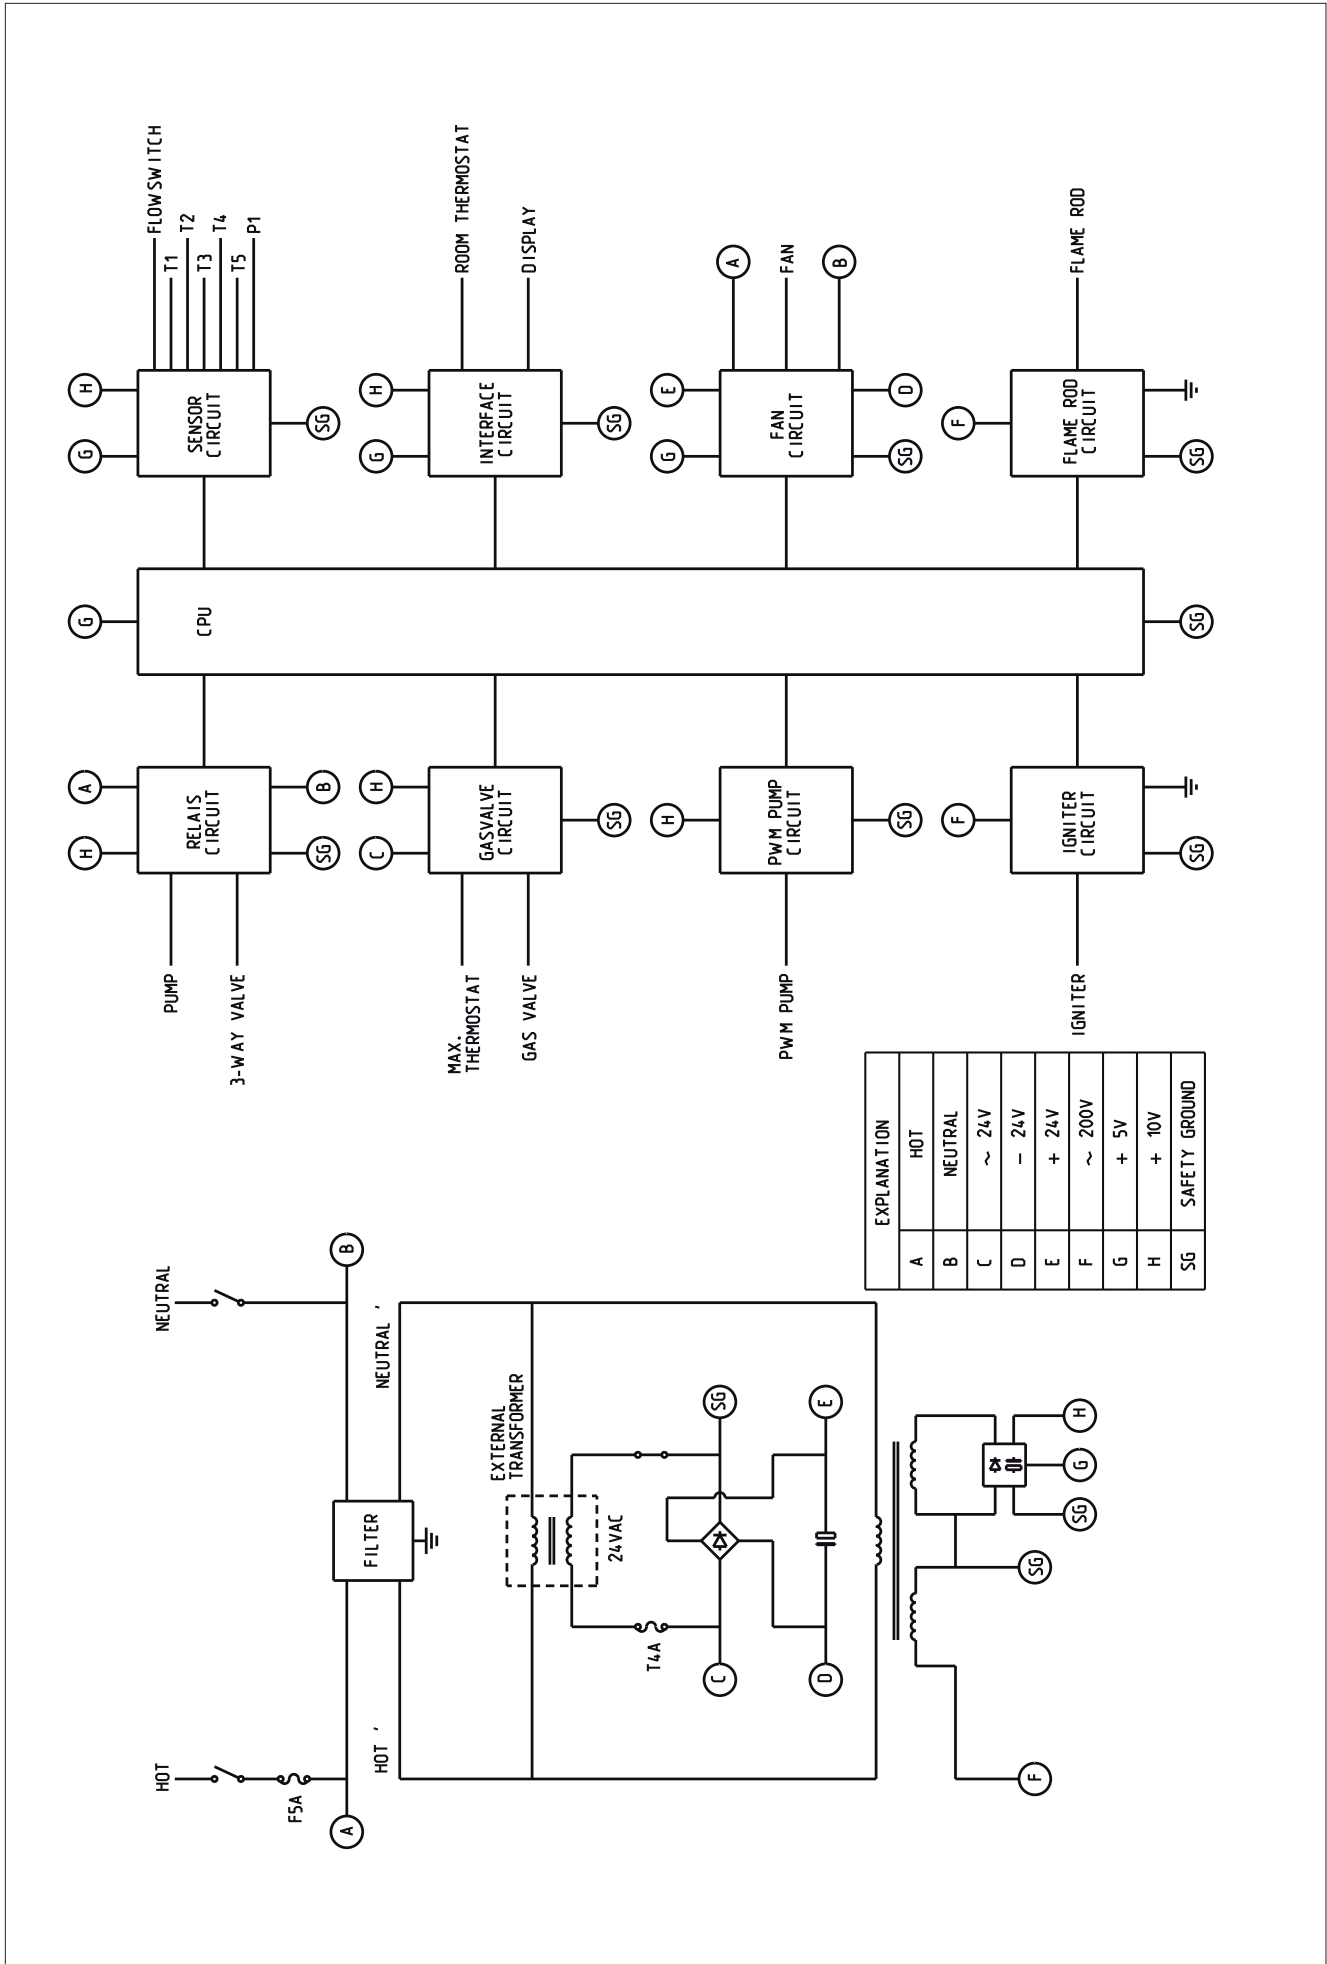 HOT
NEUTRAL
F5A
A
B
FILTER
HOT '
NEUTRAL '
EXTERNAL
TRANSFORMER
24VAC
T4A
C
SG
D
E
F
SG
SG
G
H
EXPLANATION
A HOT
B NEUTRAL
C ~ 24V
D - 24V
E + 24V
F ~ 200V
G + 5V
H + 10V
SG SAFETY GROUND
PUMP
3-WAY VALVE
H
A
RELAIS
CIRCUIT
SG
B
MAX.
THERMOSTAT
GAS VALVE
C
H
GASVALVE
CIRCUIT
SG
PWM PUMP
H
PWM PUMP
CIRCUIT
SG
IGNITER
F
IGNITER
CIRCUIT
SG
G
CPU
SG
G
H
SENSOR
CIRCUIT
SG
FLOWSWITCH
T1
T2
T3
T4
T5
P1
G
H
INTERFACE
CIRCUIT
SG
ROOM THERMOSTAT
DISPLAY
G
E
FAN
CIRCUIT
SG
D
A
FAN
B
F
FLAME ROD
CIRCUIT
SG
FLAME ROD